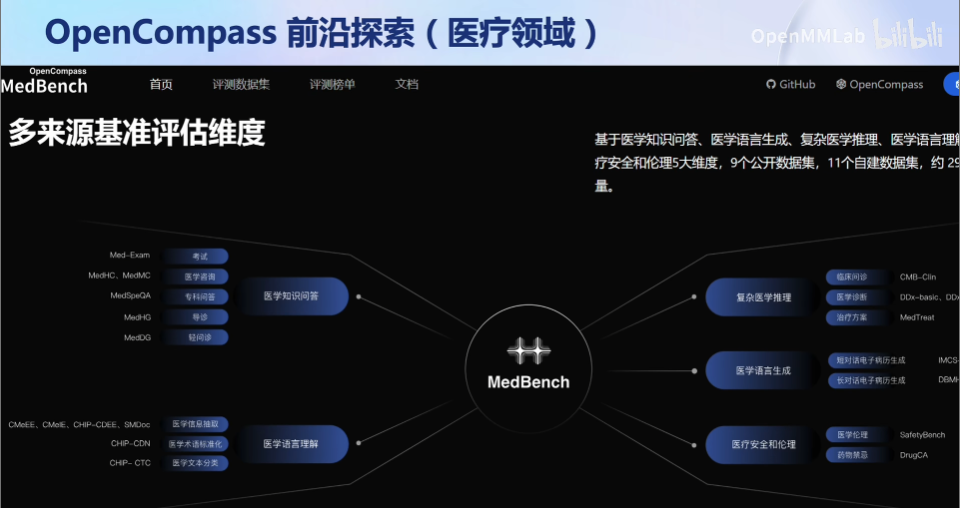 OpenCompass 前沿探索（医疗领域）
OpenMMLab bilibili
OpenCompass
MedBench
首页 评测数据集 评测榜单 文档 GitHub OpenCompass
多来源基准评估维度
基于医学知识问答、医学语言生成、复杂医学推理、医学语言理解
疗安全和伦理5大维度，9个公开数据集，11个自建数据集，约 29
量。
Med-Exam 考试
MedHC、MedMC 医学咨询
MedSpeQA 专科问答
MedHG 导诊
MedDG 轻问诊
医学知识问答
CMeEE、CMeIE、CHIP-CDEE、SMDoc 医学信息抽取
CHIP-CDN 医学术语标准化
CHIP- CTC 医学文本分类
医学语言理解
MedBench
复杂医学推理
临床问诊 CMB-Clin
医学诊断 DDx-basic、DDx
治疗方案 MedTreat
医学语言生成
短对话电子病历生成 IMCS-
长对话电子病历生成 DBMH
医疗安全和伦理
医学伦理 SafetyBench
药物禁忌 DrugCA